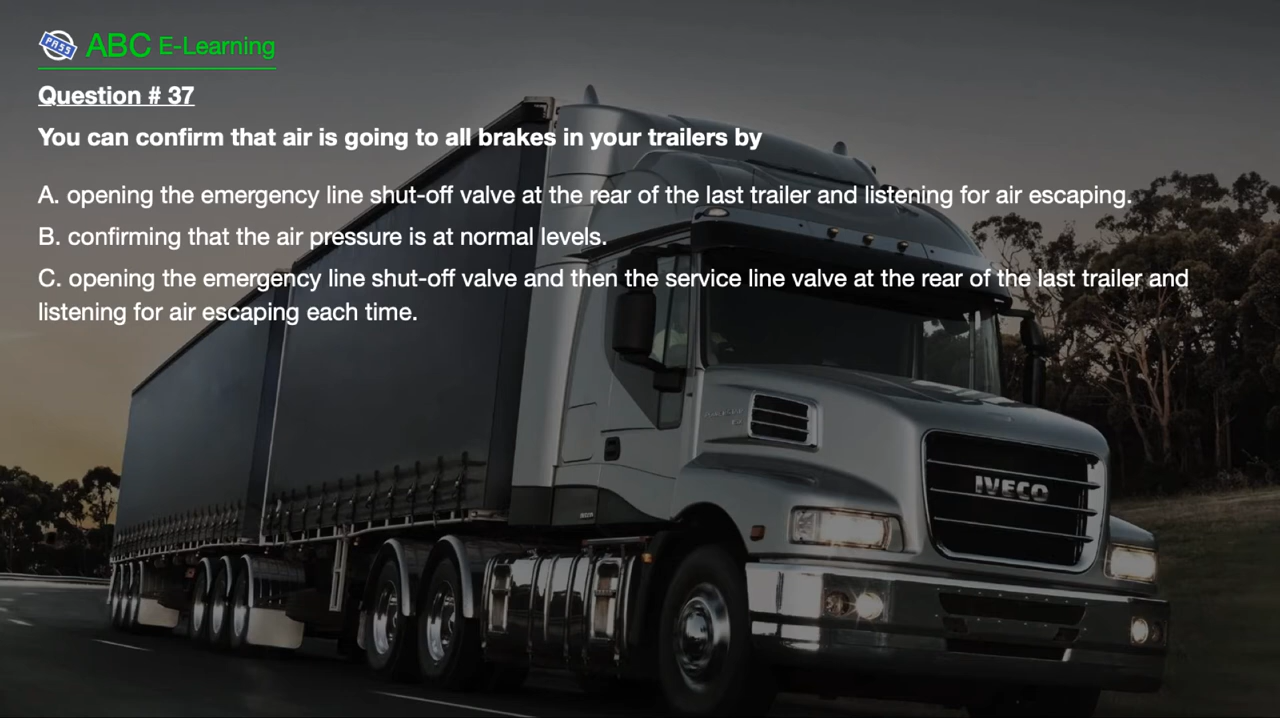 PASS
ABC E-Learning
Question # 37
You can confirm that air is going to all brakes in your trailers by
A. opening the emergency line shut-off valve at the rear of the last trailer and listening for air escaping.
B. confirming that the air pressure is at normal levels.
C. opening the emergency line shut-off valve and then the service line valve at the rear of the last trailer and
listening for air escaping each time.
IVECO